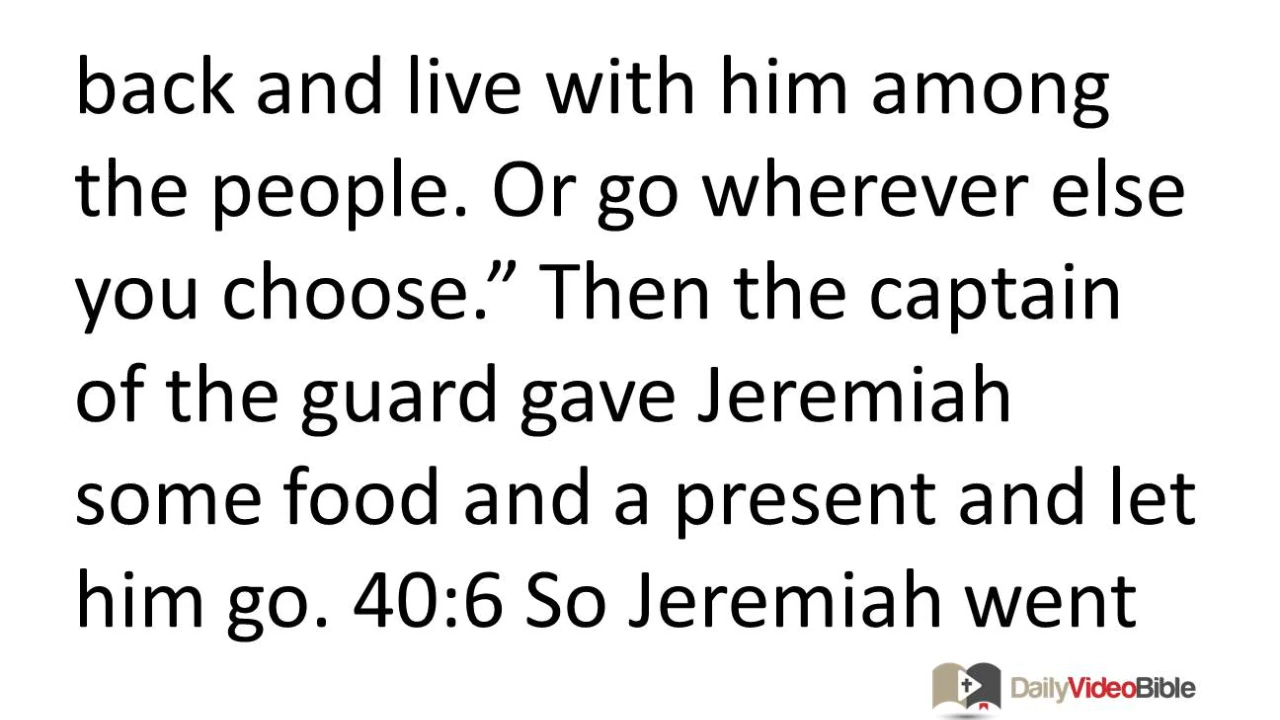 back and live with him among
the people. Or go wherever else
you choose.” Then the captain
of the guard gave Jeremiah
some food and a present and let
him go. 40:6 So Jeremiah went
DailyVideoBible